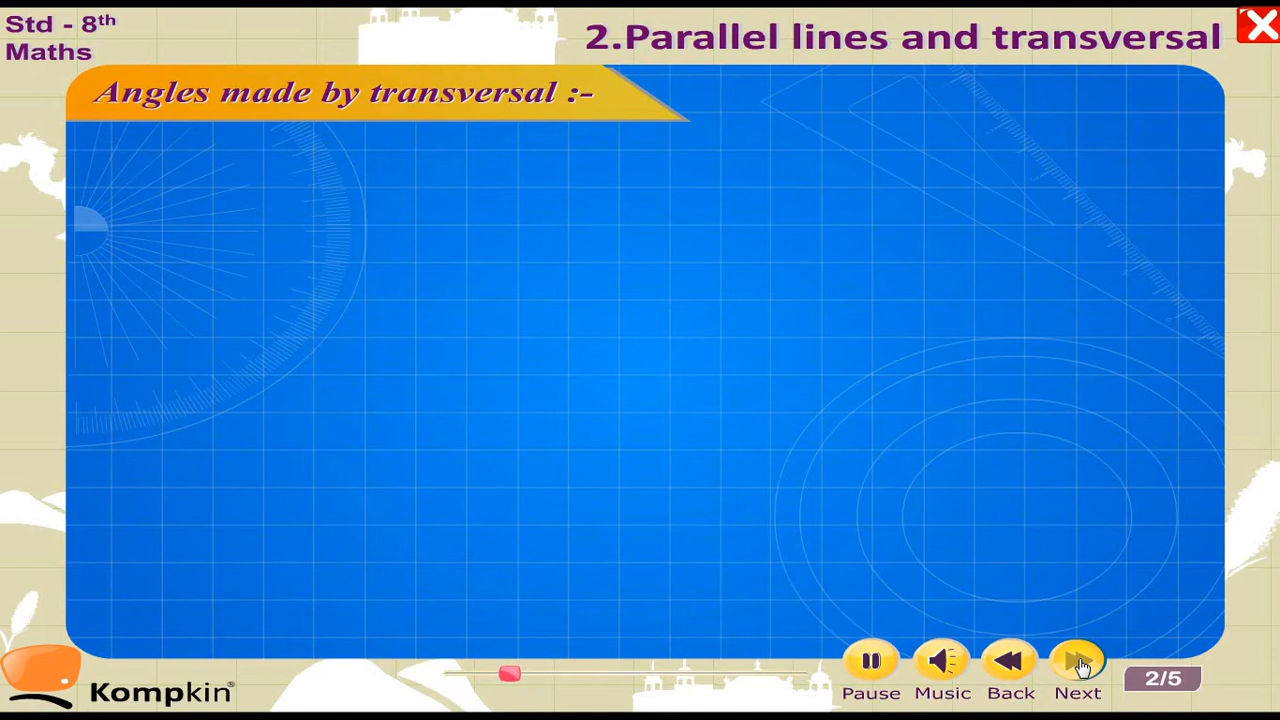 Std - 8th
Maths
2.Parallel lines and transversal
Angles made by transversal :-
Kompkin®
Pause
Music
Back
Next
2/5